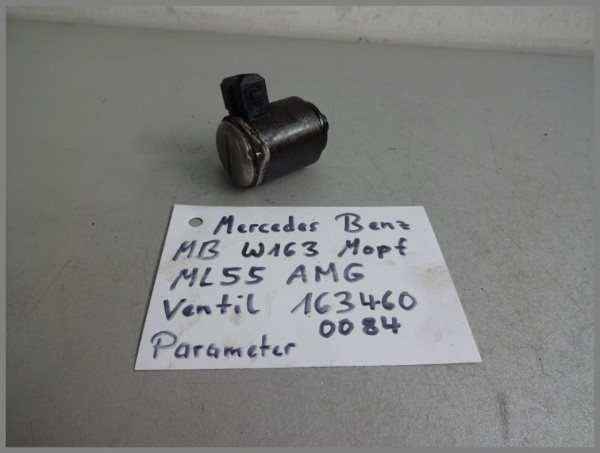 Mercedes Benz
MB W163 Mopf
ML55 AMG
Ventil 163460
0084
Parameter